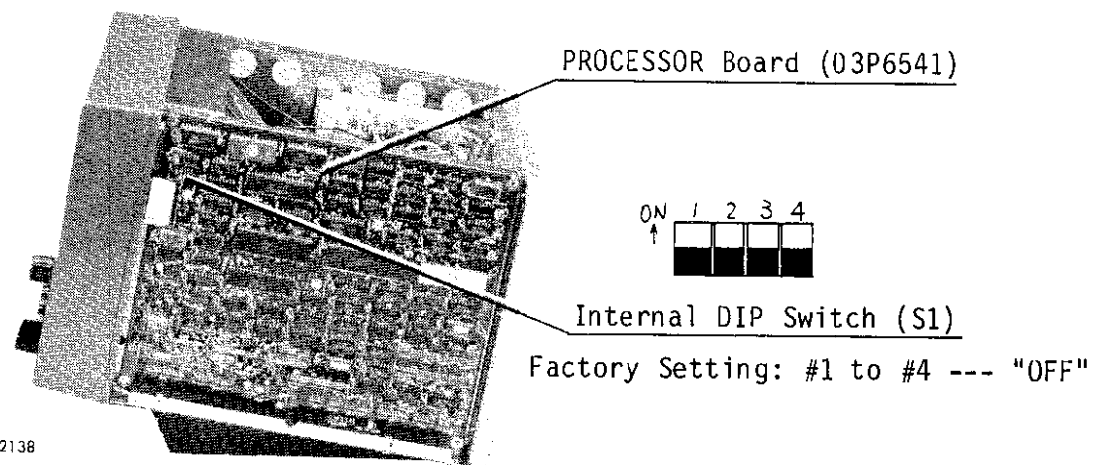 PROCESSOR Board (03P6541)
ON 1 2 3 4
Internal DIP Switch (S1)
Factory Setting: #1 to #4 --- "OFF"
2138